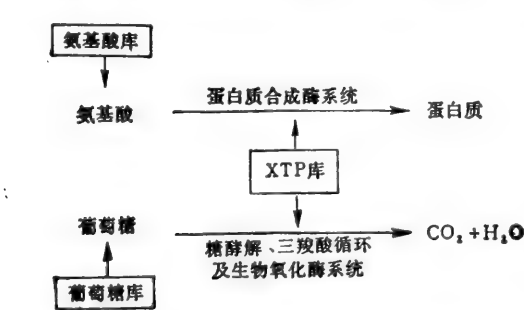 氨基酸库
氨基酸
蛋白质合成酶系统
蛋白质
XTP库
葡萄糖
糖酵解、三羧酸循环
及生物氧化酶系统
CO₂+H₂O
葡萄糖库